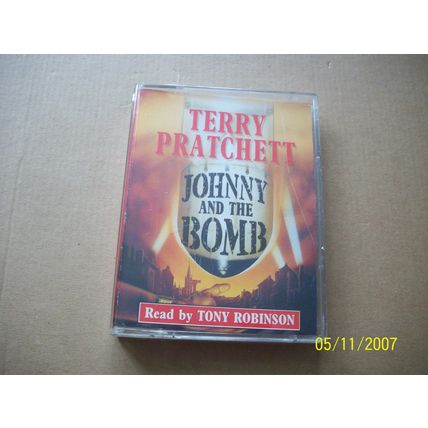 TERRY
PRATCHETT
JOHNNY
AND THE
BOMB
Read by TONY ROBINSON
05/11/2007